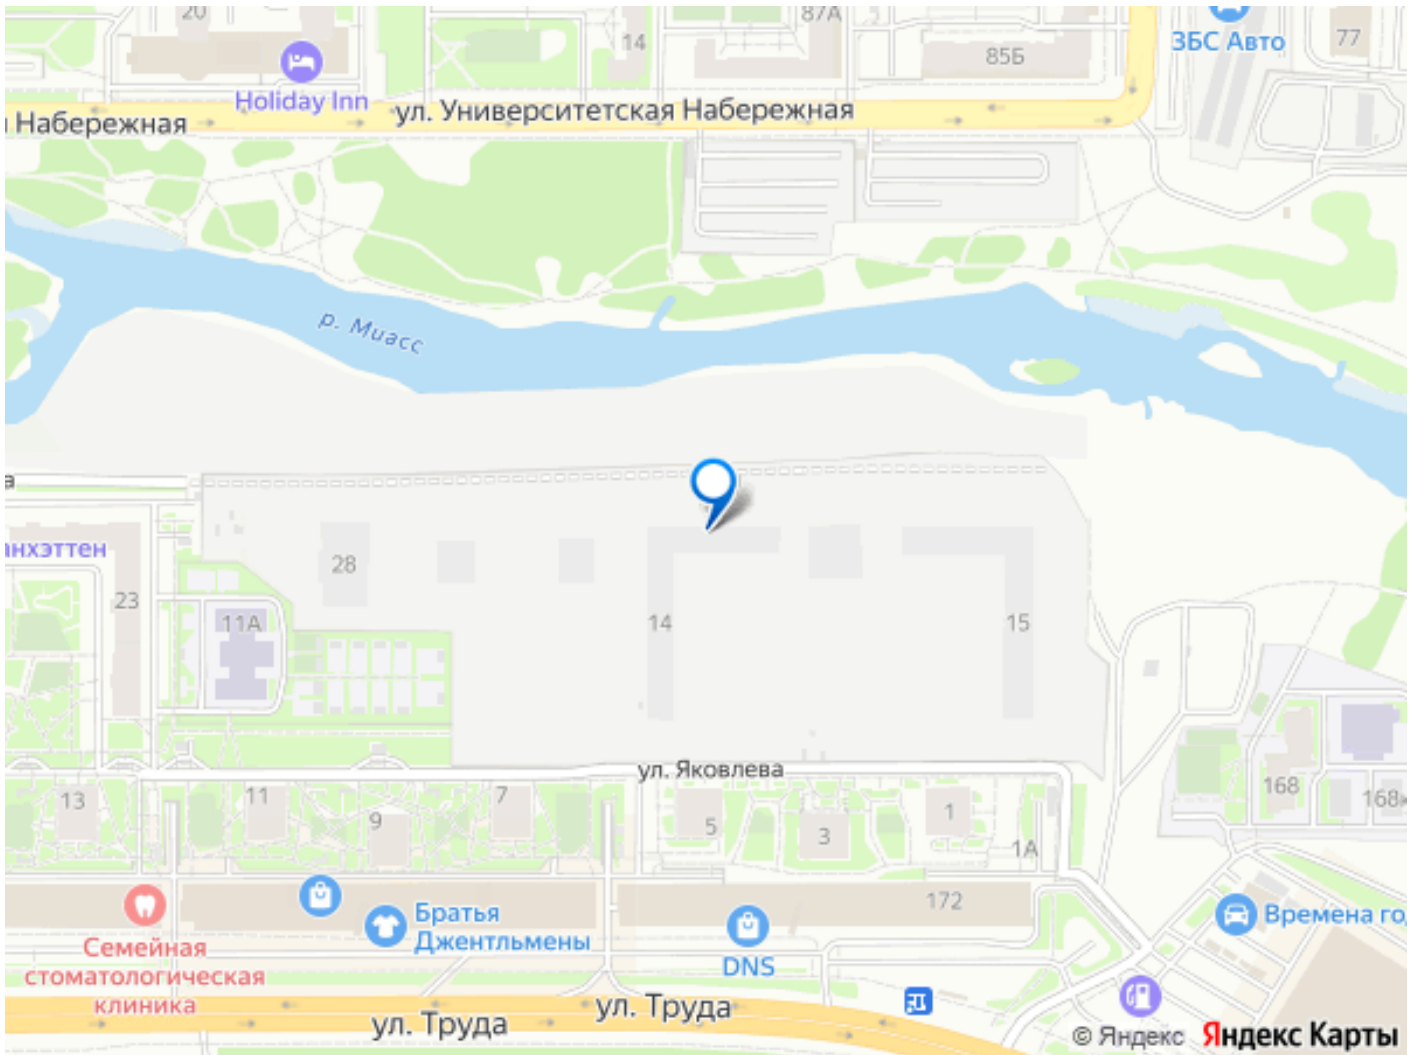 20
87А
14
85Б
ЗБС Авто
77
Holiday Inn
ул. Университетская Набережная
Набережная
р. Миасс
а
нхэттен
28
23
11А
14
15
ул. Яковлева
13
11
9
7
5
3
1
1А
168
168к
172
Семейная
стоматологическая
клиника
Братья
Джентльмены
DNS
Времена го
ул. Труда
ул. Труда
© Яндекс
Яндекс Карты